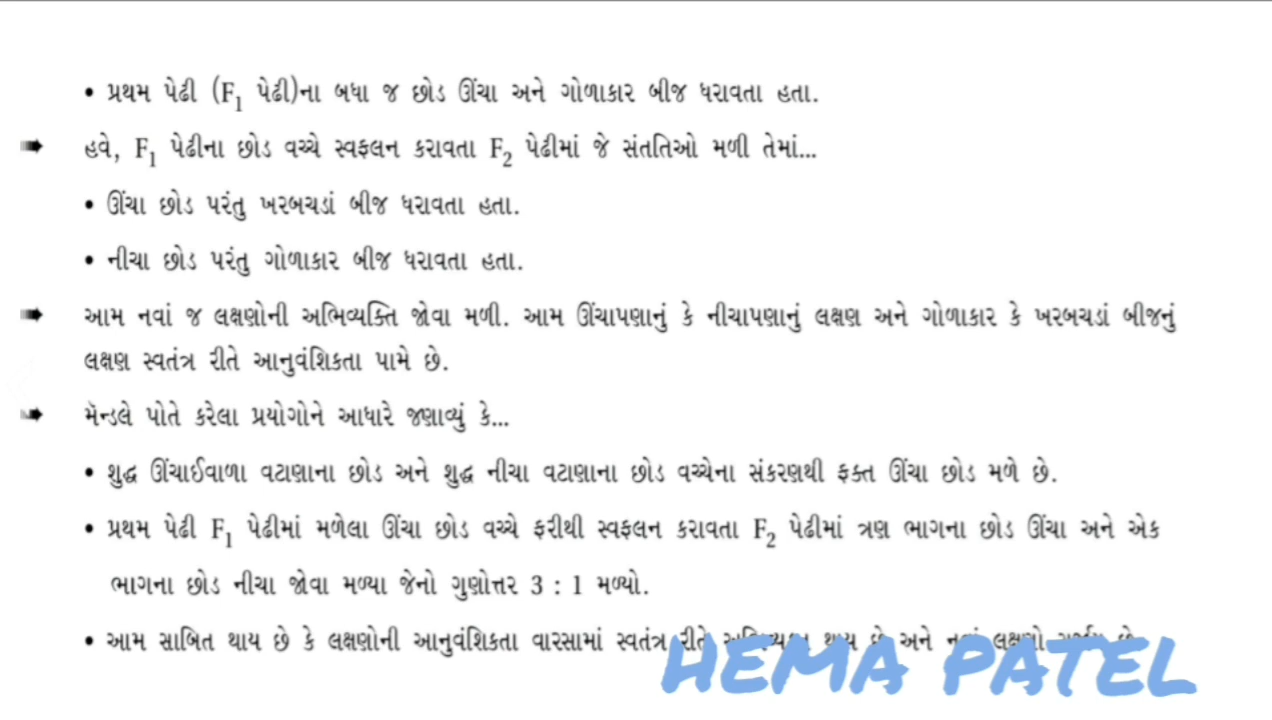 • પ્રથમ પેઢી (F₁ પેઢી)ના બધા જ છોડ ઊંચા અને ગોળાકાર બીજ ધરાવતા હતા.
➠ હવે, F₁ પેઢીના છોડ વચ્ચે સ્વફલન કરાવતા F₂ પેઢીમાં જે સંતતિઓ મળી તેમાં...
• ઊંચા છોડ પરંતુ ખરબચડાં બીજ ધરાવતા હતા.
• નીચા છોડ પરંતુ ગોળાકાર બીજ ધરાવતા હતા.
➠ આમ નવાં જ લક્ષણોની અભિવ્યક્તિ જોવા મળી. આમ ઊંચાપણાનું કે નીચાપણાનું લક્ષણ અને ગોળાકાર કે ખરબચડાં બીજનું
લક્ષણ સ્વતંત્ર રીતે આનુવંશિકતા પામે છે.
➠ મૅન્ડલે પોતે કરેલા પ્રયોગોને આધારે જણાવ્યું કે...
• શુદ્ધ ઊંચાઈવાળા વટાણાના છોડ અને શુદ્ધ નીચા વટાણાના છોડ વચ્ચેના સંકરણથી ફક્ત ઊંચા છોડ મળે છે.
• પ્રથમ પેઢી F₁ પેઢીમાં મળેલા ઊંચા છોડ વચ્ચે ફરીથી સ્વફલન કરાવતા F₂ પેઢીમાં ત્રણ ભાગના છોડ ઊંચા અને એક
ભાગના છોડ નીચા જોવા મળ્યા જેનો ગુણોત્તર 3 : 1 મળ્યો.
• આમ સાબિત થાય છે કે લક્ષણોની આનુવંશિકતા વારસામાં સ્વતંત્ર રીતે થાય છે અને નવાં લક્ષણો
HEMA PATEL